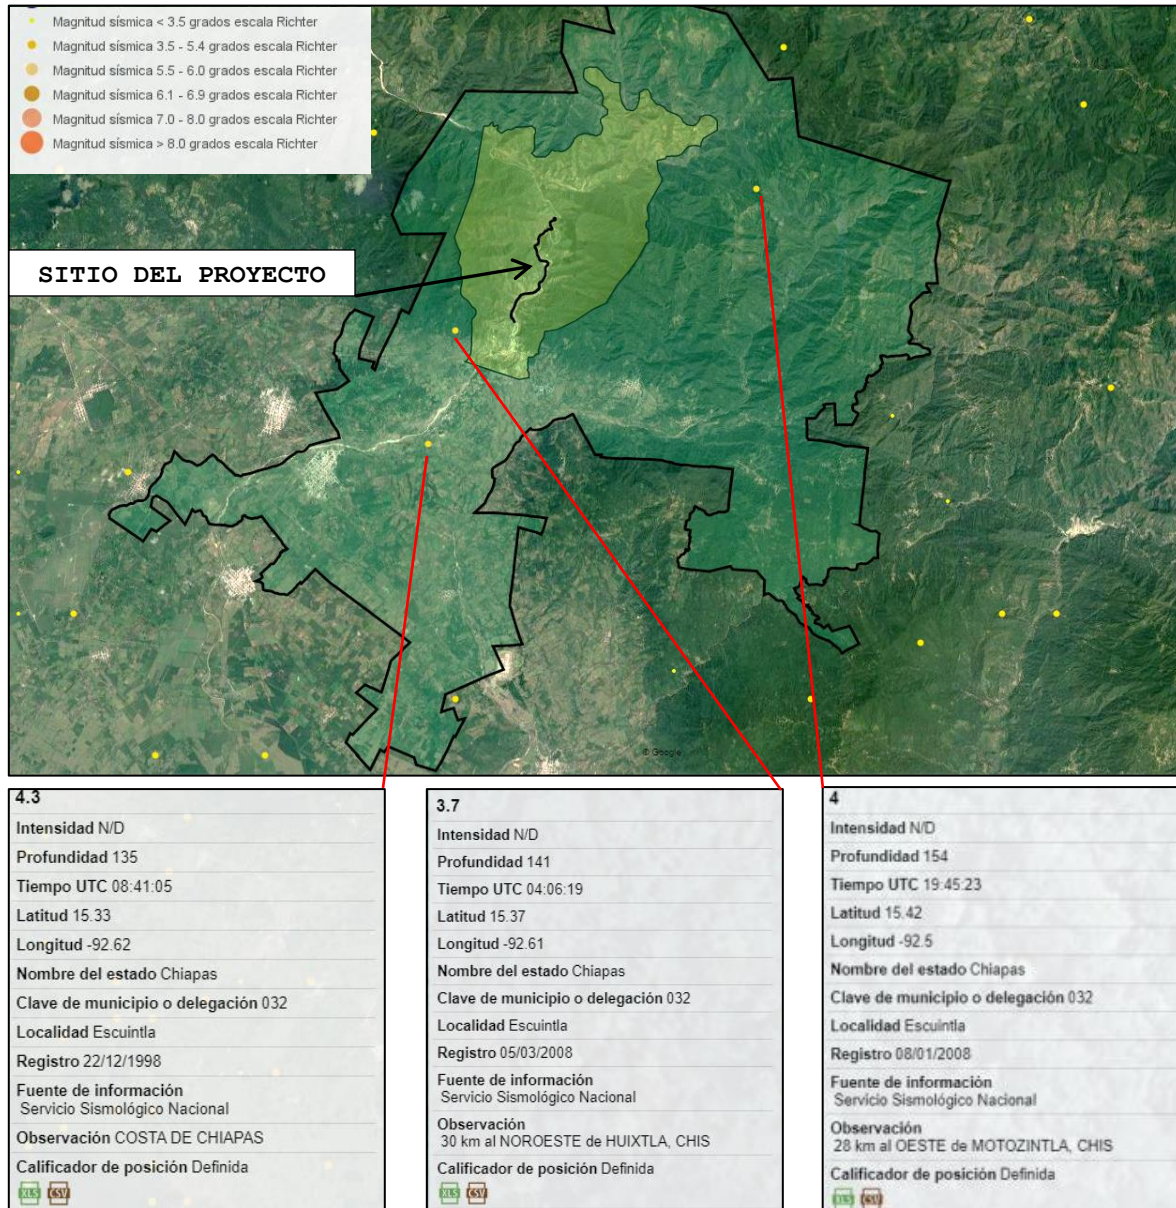 Magnitud sísmica < 3.5 grados escala Richter
Magnitud sísmica 3.5 - 5.4 grados escala Richter
Magnitud sísmica 5.5 - 6.0 grados escala Richter
Magnitud sísmica 6.1 - 6.9 grados escala Richter
Magnitud sísmica 7.0 - 8.0 grados escala Richter
Magnitud sísmica > 8.0 grados escala Richter
SITIO DEL PROYECTO
© Google
4.3
Intensidad N/D
Profundidad 135
Tiempo UTC 08:41:05
Latitud 15.33
Longitud -92.62
Nombre del estado Chiapas
Clave de municipio o delegación 032
Localidad Escuintla
Registro 22/12/1998
Fuente de información
Servicio Sismológico Nacional
Observación COSTA DE CHIAPAS
Calificador de posición Definida
XLS CSV
3.7
Intensidad N/D
Profundidad 141
Tiempo UTC 04:06:19
Latitud 15.37
Longitud -92.61
Nombre del estado Chiapas
Clave de municipio o delegación 032
Localidad Escuintla
Registro 05/03/2008
Fuente de información
Servicio Sismológico Nacional
Observación
30 km al NOROESTE de HUIXTLA, CHIS
Calificador de posición Definida
XLS CSV
4
Intensidad N/D
Profundidad 154
Tiempo UTC 19:45:23
Latitud 15.42
Longitud -92.5
Nombre del estado Chiapas
Clave de municipio o delegación 032
Localidad Escuintla
Registro 08/01/2008
Fuente de información
Servicio Sismológico Nacional
Observación
28 km al OESTE de MOTOZINTLA, CHIS
Calificador de posición Definida
XLS CSV